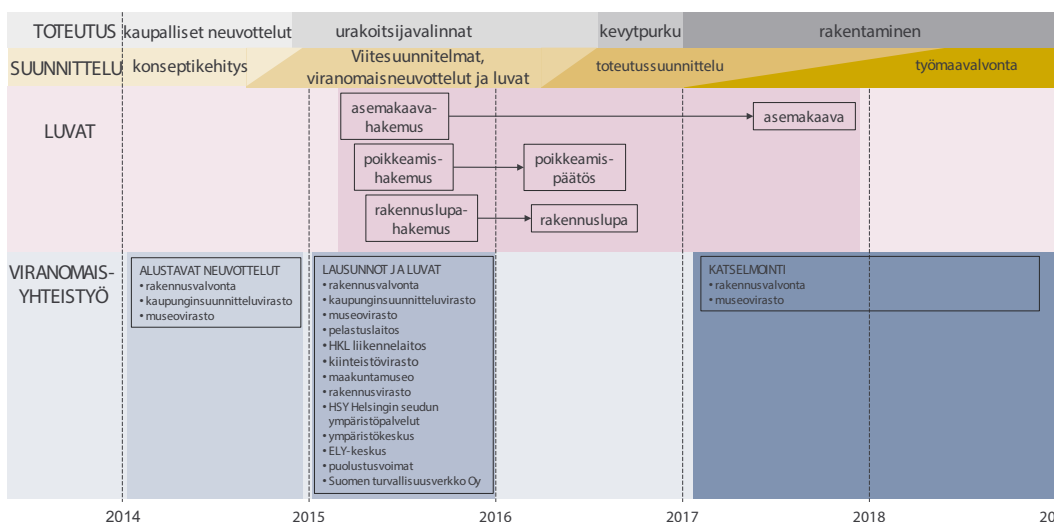 TOTEUTUS
kaupalliset neuvottelut
urakoitsijavalinnat
kevytpurku
rakentaminen
SUUNNITTELU
konseptikehitys
Viitesuunnitelmat,
viranomaisneuvottelut ja luvat
toteutussuunnittelu
työmaavalvonta
LUVAT
asemakaava-
hakemus
asemakaava
poikkeamis-
hakemus
poikkeamis-
päätös
rakennuslupa-
hakemus
rakennuslupa
VIRANOMAIS-
YHTEISTYÖ
ALUSTAVAT NEUVOTTELUT
• rakennusvalvonta
• kaupunginsuunnitteluvirasto
• museovirasto
LAUSUNNOT JA LUVAT
• rakennusvalvonta
• kaupunginsuunnitteluvirasto
• museovirasto
• pelastuslaitos
• HKL liikennelaitos
• kiinteistövirasto
• maakuntamuseo
• rakennusvirasto
• HSY Helsingin seudun
ympäristöpalvelut
• ympäristökeskus
• ELY-keskus
• puolustusvoimat
• Suomen turvallisuusverkko Oy
KATSELMOINTI
• rakennusvalvonta
• museovirasto
2014
2015
2016
2017
2018
20